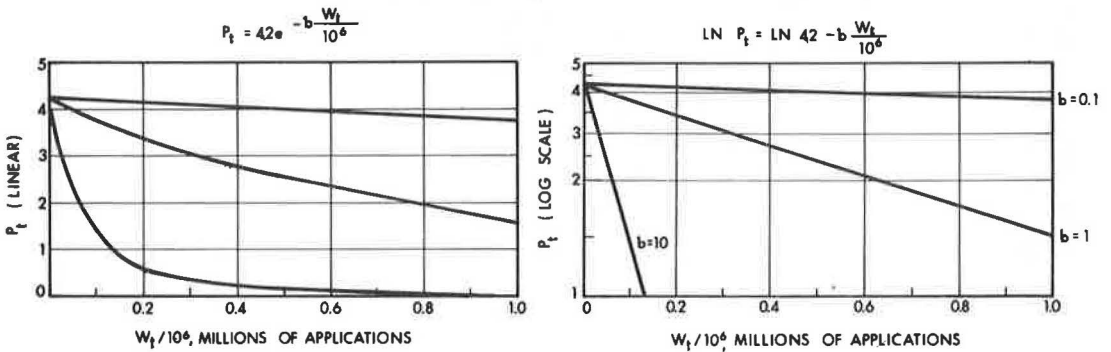 P_t = 4.2e^{-b W_t/10^6}
5
4
3
2
1
0
P_t (LINEAR)
0.2 0.4 0.6 0.8 1.0
W_t/10^6, MILLIONS OF APPLICATIONS
LN P_t = LN 4.2 - b W_t/10^6
5
4
3
2
1
P_t (LOG SCALE)
b=0.1
b=1
b=10
0 0.2 0.4 0.6 0.8 1.0
W_t/10^6, MILLIONS OF APPLICATIONS